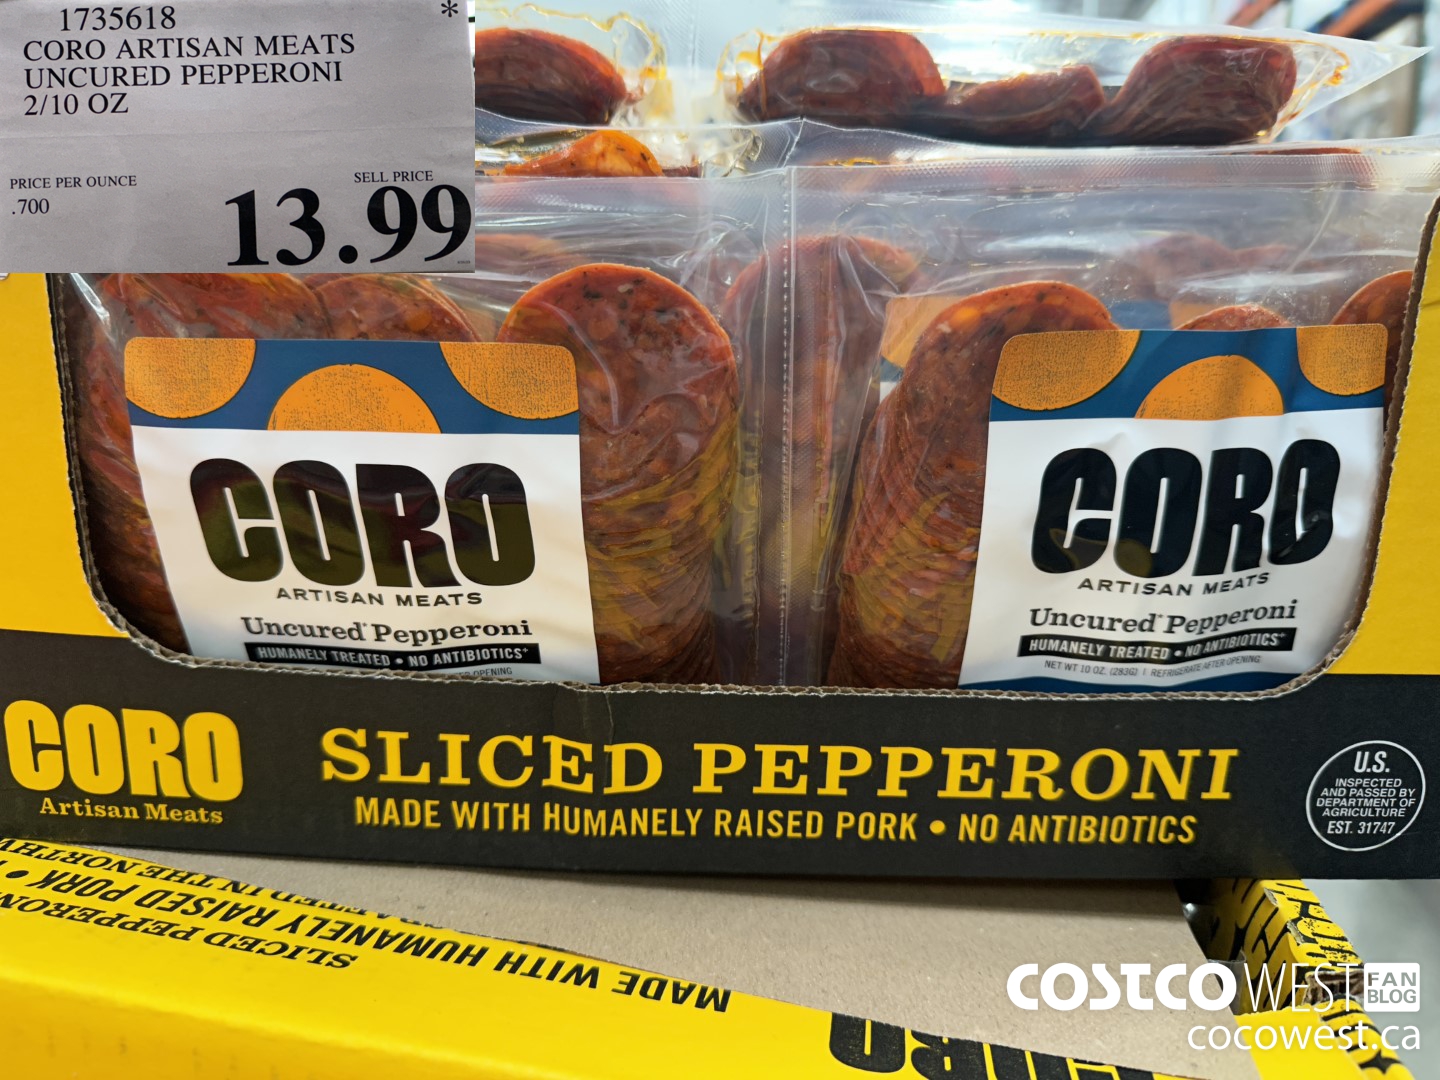 1735618 *
CORO ARTISAN MEATS
UNCURED PEPPERONI
2/10 OZ
PRICE PER OUNCE
.700
SELL PRICE
13.99
CORO
ARTISAN MEATS
Uncured* Pepperoni
HUMANELY TREATED • NO ANTIBIOTICS+
OPENING
CORO
ARTISAN MEATS
Uncured* Pepperoni
HUMANELY TREATED • NO ANTIBIOTICS+
NET WT 10 OZ. (283G) | REFRIGERATE AFTER OPENING
CORO
Artisan Meats
SLICED PEPPERONI
MADE WITH HUMANELY RAISED PORK • NO ANTIBIOTICS
U.S.
INSPECTED
AND PASSED BY
DEPARTMENT OF
AGRICULTURE
EST. 31747
SLICED PEPPERONI
MADE WITH HUMANELY RAISED PORK •
IN THE
CORO
COSTCO WEST FAN BLOG
cocowest.ca